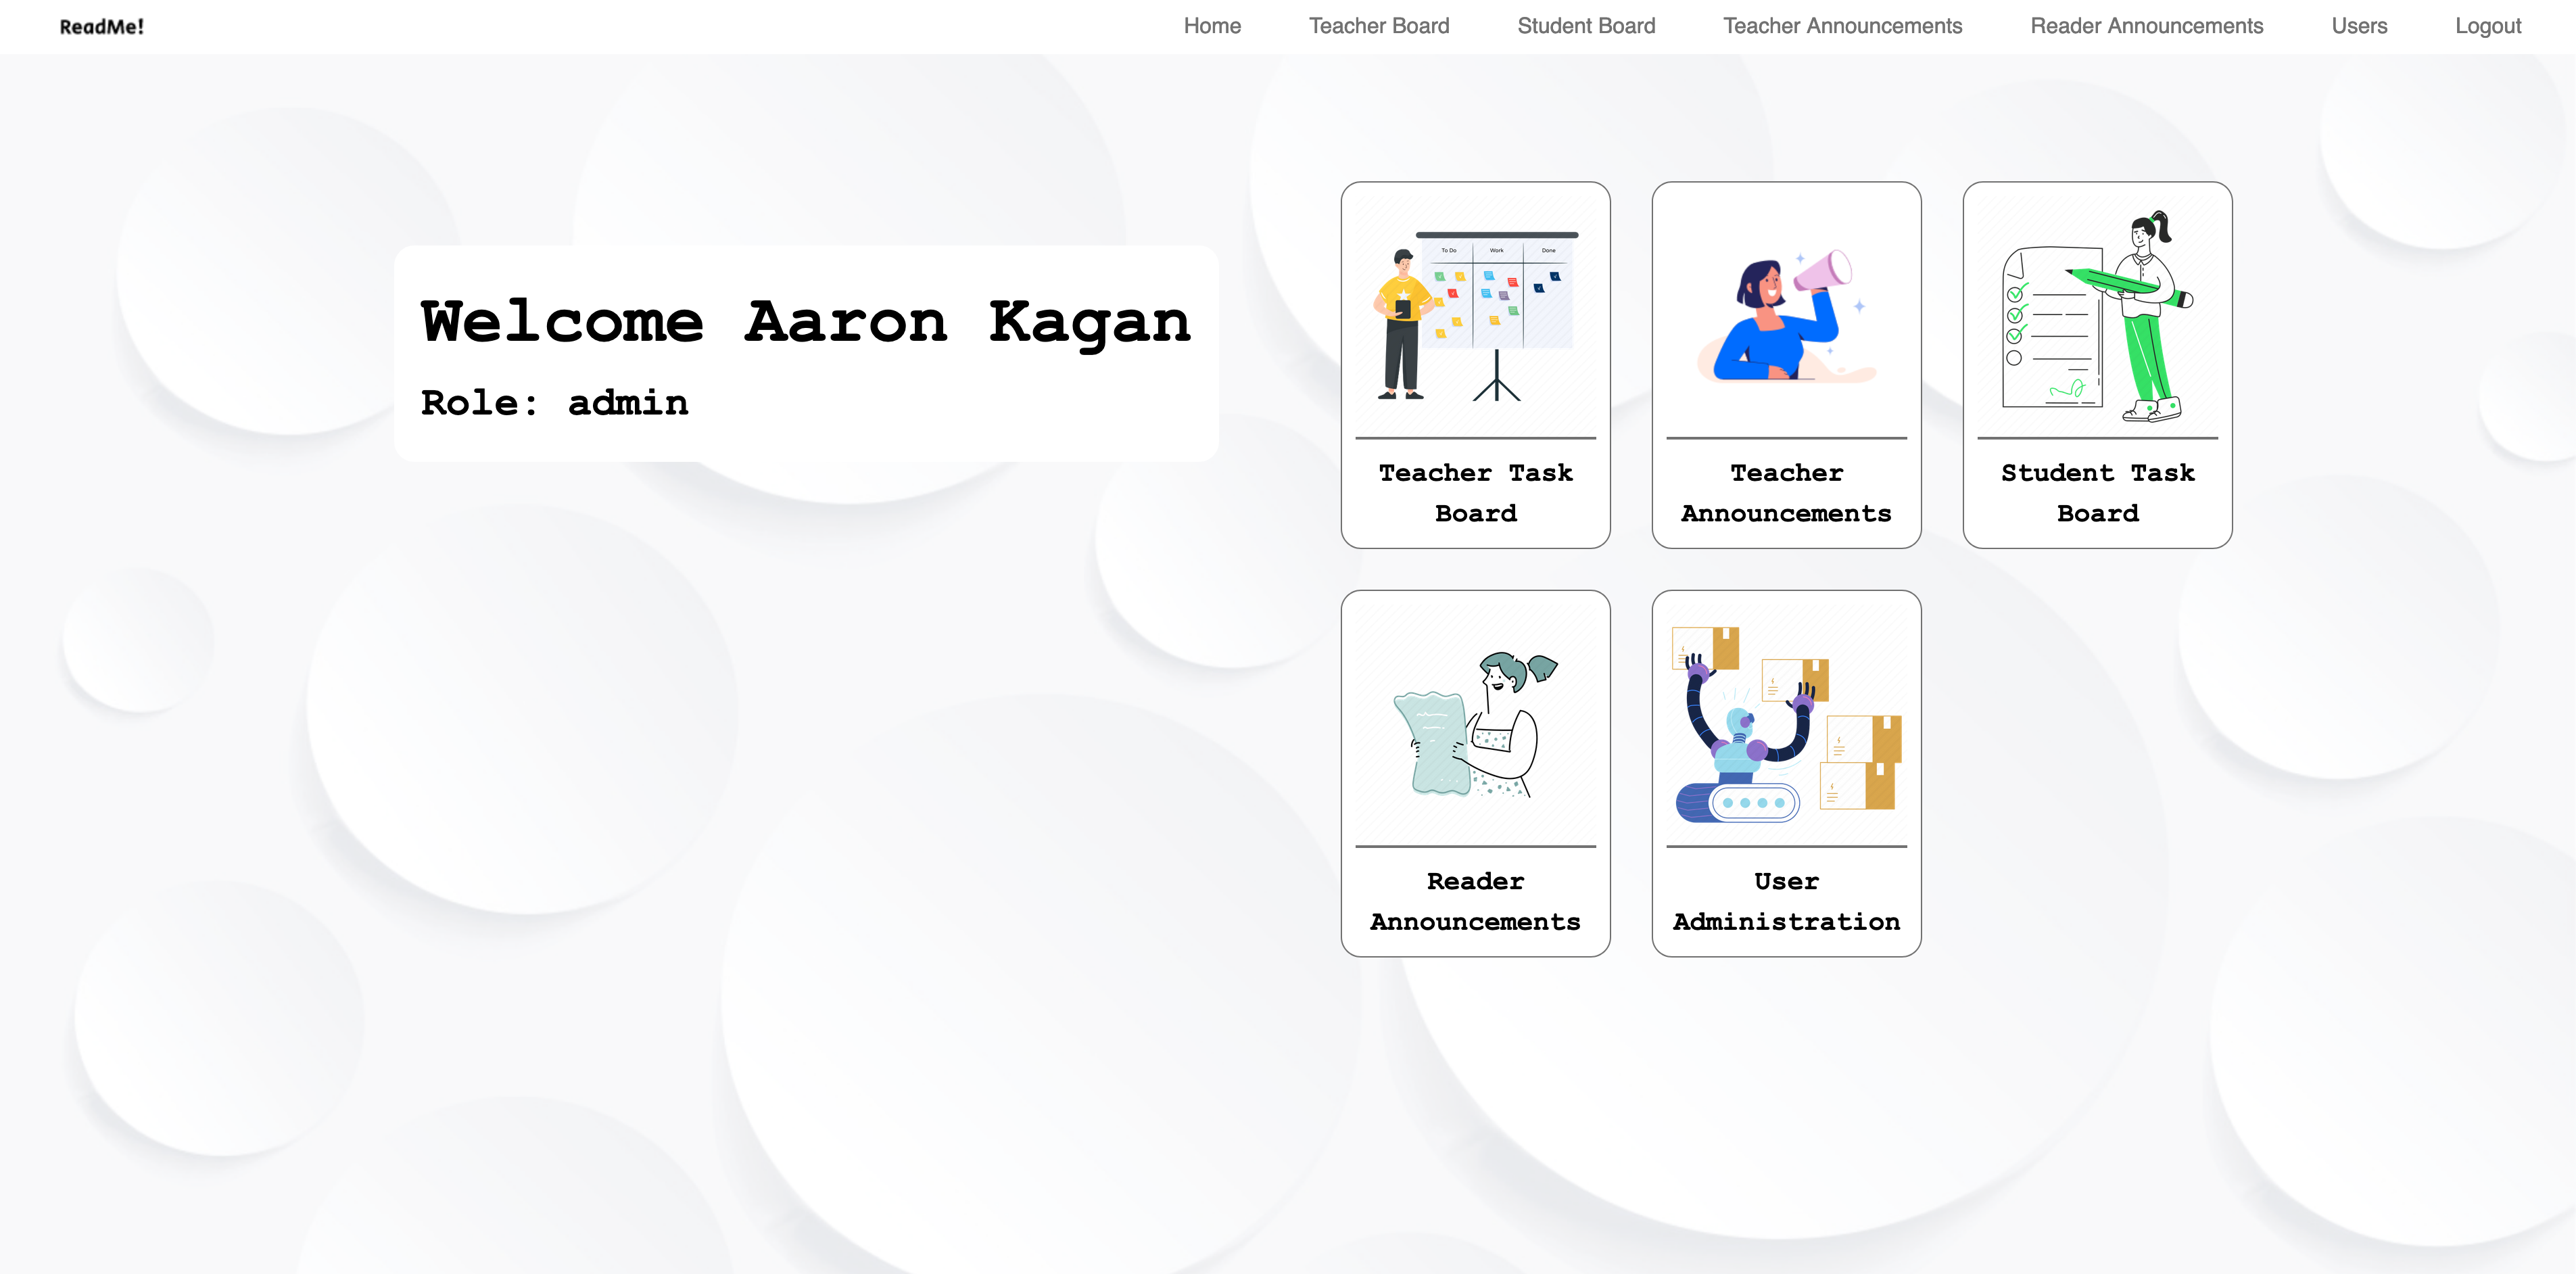 ReadMe!
Home Teacher Board Student Board Teacher Announcements Reader Announcements Users Logout
Welcome Aaron Kagan
Role: admin
To Do Work Done
Teacher Task
Board
Teacher
Announcements
Student Task
Board
Reader
Announcements
User
Administration